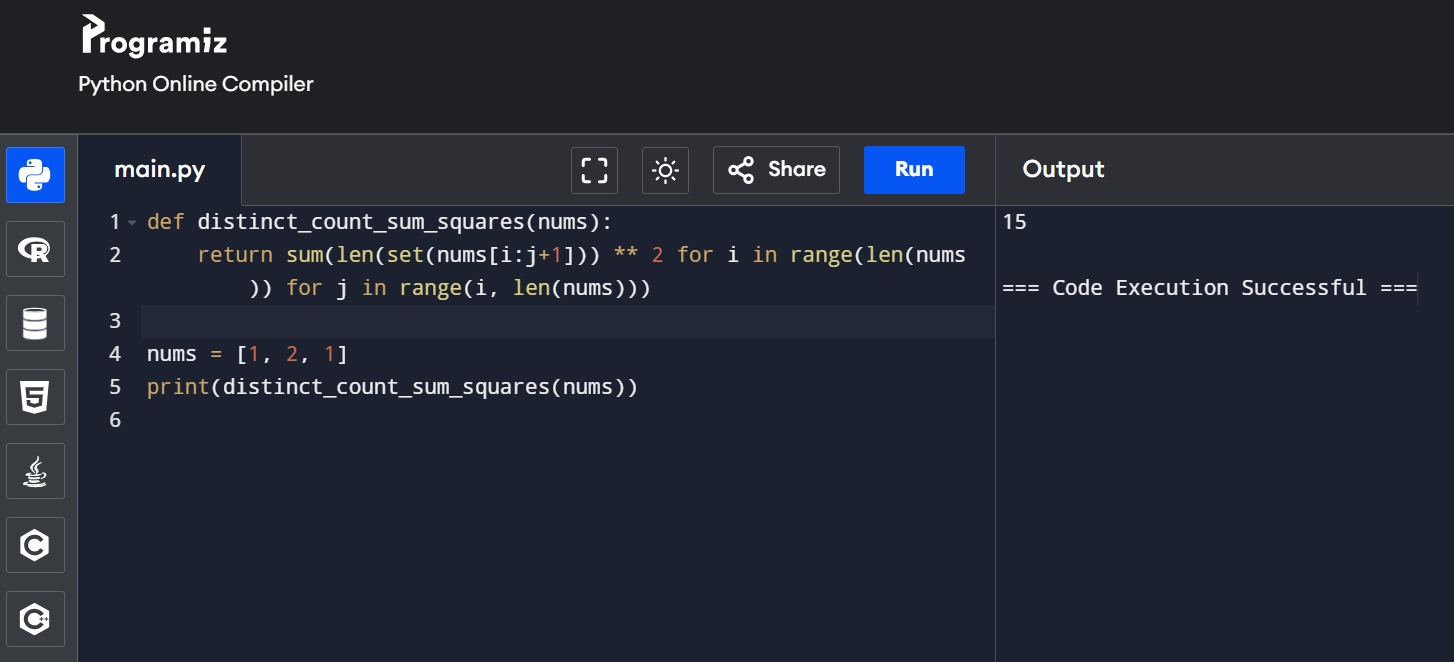 Programiz
Python Online Compiler
main.py
Share
Run
Output
1 def distinct_count_sum_squares(nums):
2     return sum(len(set(nums[i:j+1])) ** 2 for i in range(len(nums
        )) for j in range(i, len(nums)))
3
4 nums = [1, 2, 1]
5 print(distinct_count_sum_squares(nums))
6
15
=== Code Execution Successful ===